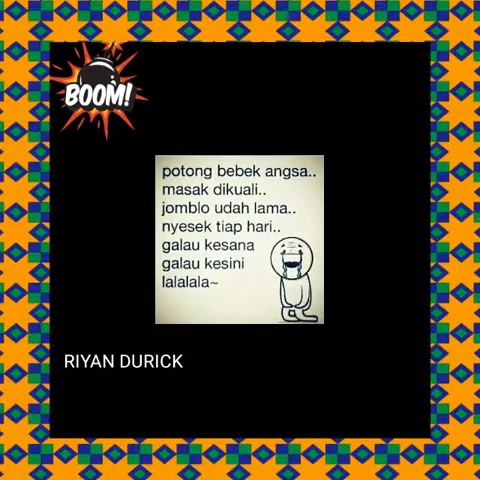 BOOM!
potong bebek angsa..
masak dikuali..
jomblo udah lama..
nyesek tiap hari..
galau kesana
galau kesini
lalalala~
RIYAN DURICK